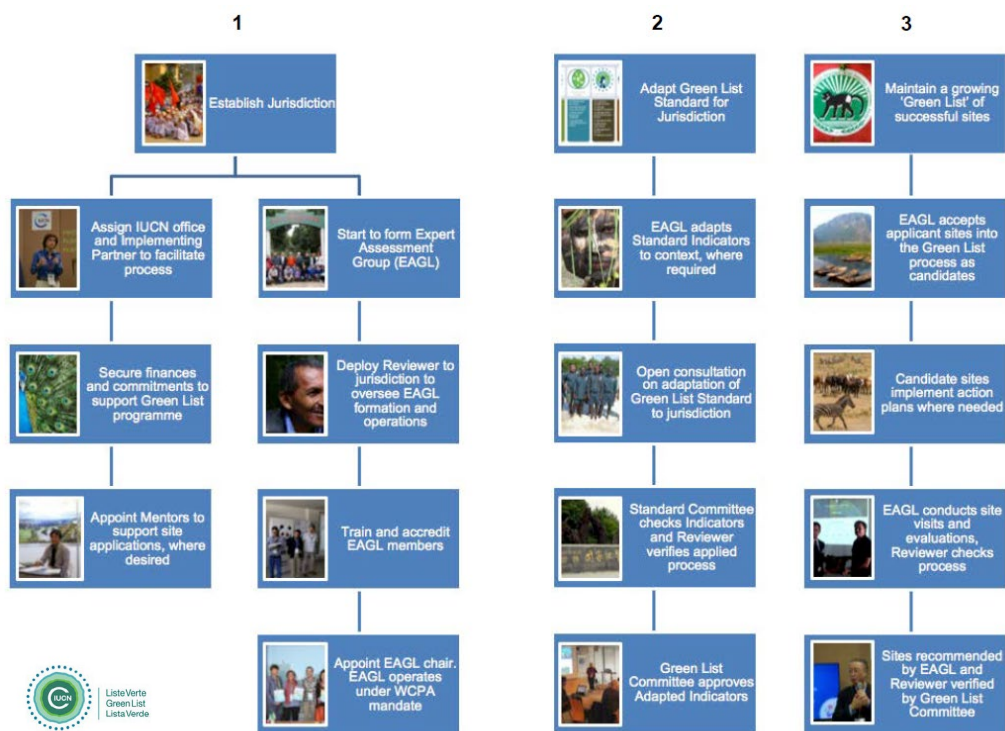 1
2
3
Establish Jurisdiction
Assign IUCN office
and Implementing
Partner to facilitate
process
Start to form Expert
Assessment
Group (EAGL)
Secure finances
and commitments to
support Green List
programme
Deploy Reviewer to
jurisdiction to
oversee EAGL
formation and
operations
Appoint Mentors to
support site
applications, where
desired
Train and accredit
EAGL members
Appoint EAGL chair.
EAGL operates
under WCPA
mandate
Adapt Green List
Standard for
Jurisdiction
EAGL adapts
Standard Indicators
to context, where
required
Open consultation
on adaptation of
Green List Standard
to jurisdiction
Standard Committee
checks Indicators
and Reviewer
verifies applied
process
Green List
Committee approves
Adapted Indicators
Maintain a growing
'Green List' of
successful sites
EAGL accepts
applicant sites into
the Green List
process as
candidates
Candidate sites
implement action
plans where needed
EAGL conducts site
visits and
evaluations,
Reviewer checks
process
Sites recommended
by EAGL and
Reviewer verified
by Green List
Committee
IUCN
ListeVerte
GreenList
ListaVerde